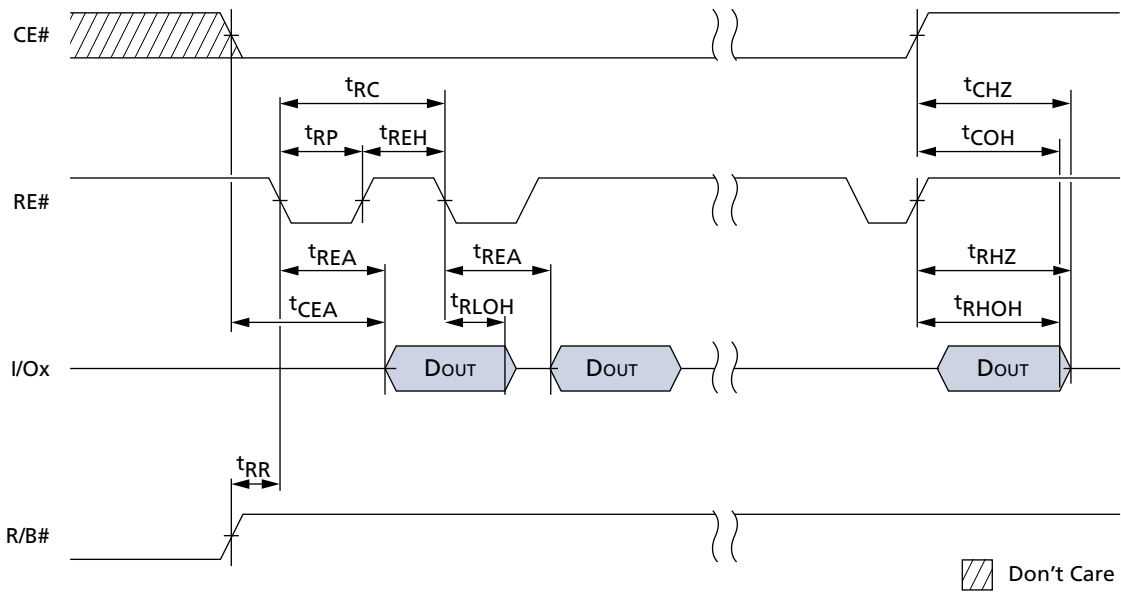 CE#
tRC
tCHZ
tRP
tREH
tCOH
RE#
tREA
tREA
tRHZ
tCEA
tRLOH
tRHOH
I/Ox
DOUT
DOUT
DOUT
tRR
R/B#
Don't Care